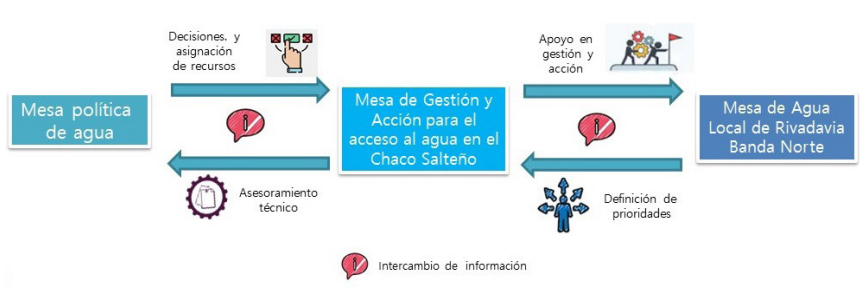 Decisiones. y
asignación
de recursos
Apoyo en
gestión y
acción
Mesa política
de agua
Mesa de Gestión y
Acción para el
acceso al agua en el
Chaco Salteño
Mesa de Agua
Local de Rivadavia
Banda Norte
Asesoramiento
técnico
Definición de
prioridades
Intercambio de información